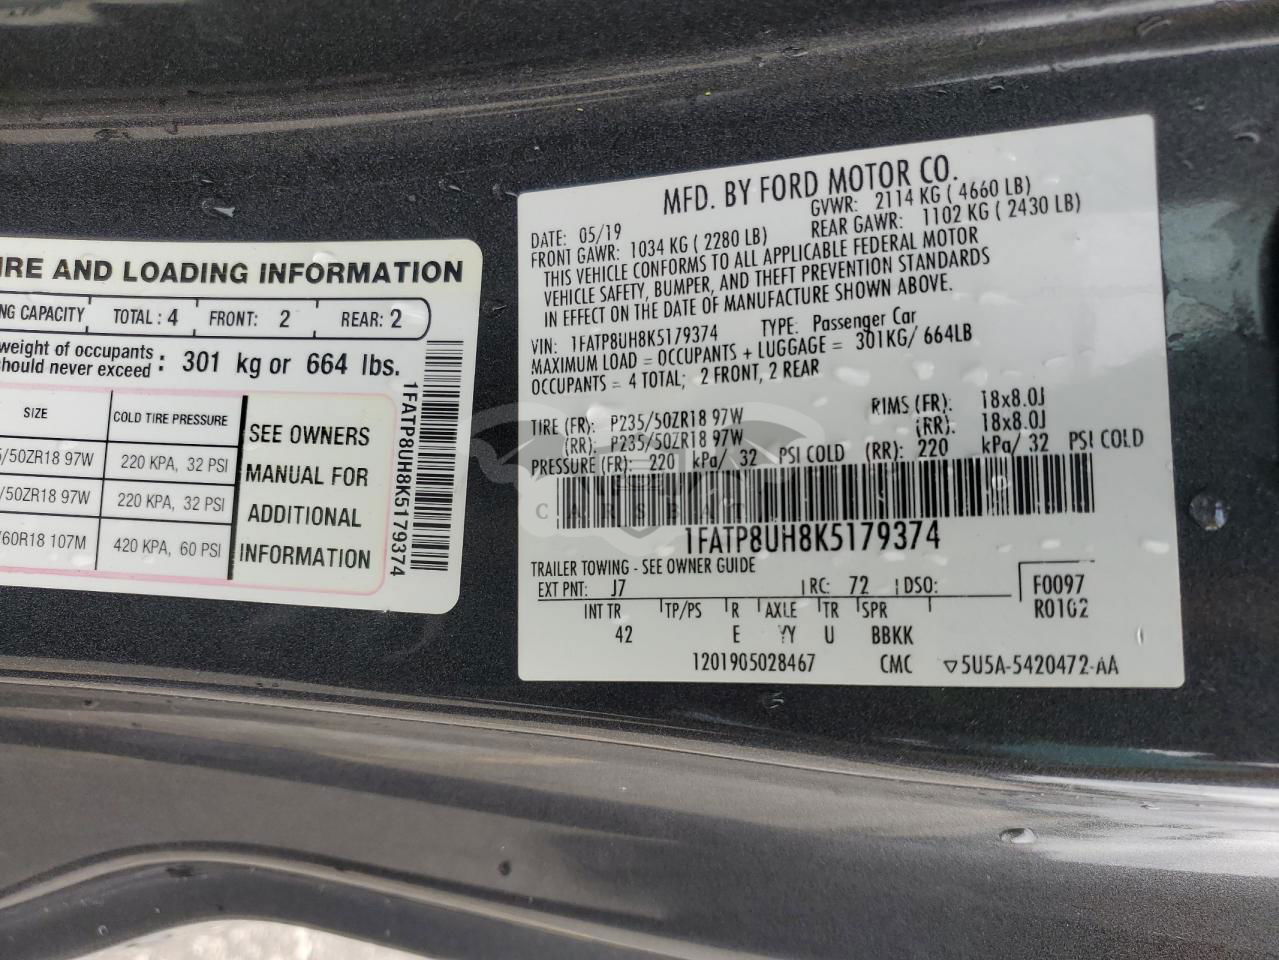 IRE AND LOADING INFORMATION
NG CAPACITY TOTAL : 4 FRONT: 2 REAR: 2
weight of occupants
should never exceed : 301 kg or 664 lbs.
SIZE COLD TIRE PRESSURE
/50ZR18 97W 220 KPA, 32 PSI
/50ZR18 97W 220 KPA, 32 PSI
/60R18 107M 420 KPA, 60 PSI
SEE OWNERS
MANUAL FOR
ADDITIONAL
INFORMATION
1FATP8UH8K5179374
MFD. BY FORD MOTOR CO.
DATE: 05/19 GVWR: 2114 KG ( 4660 LB)
FRONT GAWR: 1034 KG ( 2280 LB) REAR GAWR: 1102 KG ( 2430 LB)
THIS VEHICLE CONFORMS TO ALL APPLICABLE FEDERAL MOTOR
VEHICLE SAFETY, BUMPER, AND THEFT PREVENTION STANDARDS
IN EFFECT ON THE DATE OF MANUFACTURE SHOWN ABOVE.
VIN: 1FATP8UH8K5179374 TYPE: Passenger Car
MAXIMUM LOAD = OCCUPANTS + LUGGAGE = 301KG/ 664LB
OCCUPANTS = 4 TOTAL; 2 FRONT, 2 REAR
TIRE (FR): P235/50ZR18 97W RIMS (FR): 18x8.0J
(RR): P235/50ZR18 97W (RR): 18x8.0J
PRESSURE (FR): 220 kPa/ 32 PSI COLD (RR): 220 kPa/ 32 PSI COLD
1FATP8UH8K5179374
TRAILER TOWING - SEE OWNER GUIDE
EXT PNT: J7 RC: 72 DSO: F0097
R0102
INT TR TP/PS R AXLE TR SPR
42 E YY U BBKK
1201905028467 CMC ▽5U5A-5420472-AA